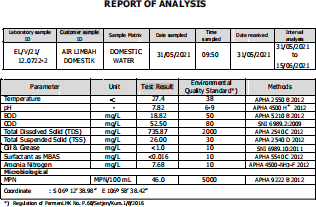 REPORT OF ANALYSIS
Laboratory sample ID Customer sample ID Sample Matrix Date sampled Time sampled Date received Interval analysis
EL/V/21/12.0722-2 AIR LIMBAH DOMESTIK DOMESTIC WATER 31/05/2021 09:50 31/05/2021 31/05/2021 to 15/06/2021
Parameter Unit Test Result Environmental Quality Standard*) Methods
Temperature 27.4 38 APHA 2550 B 2012
pH - 7.82 6-9 APHA 4500 H+ 2012
BOD mg/L 18.82 50 APHA 5210 B 2012
COD mg/L 52.50 80 SNI 6989.2:2009
Total Dissolved Solid (TDS) mg/L 735.87 2000 APHA 2540 C 2012
Total Suspended Solid (TSS) mg/L 26.00 30 APHA 2540 D 2012
Oil & Grease mg/L <1.0 10 SNI 6989.10:2011
Surfactant as MBAS mg/L <0.016 10 APHA 5540 C 2012
Amonia Nitrogen mg/L 7.68 10 APHA 4500-NH3-F 2012
Microbiological
MPN MPN/100 mL 46.0 5000 APHA 9222 B 2012
Coordinate : S 06º 12' 38.98" E 106º 58' 38.42"
*) Regulation of PermenLHK No. P.68/Setjen/Kum.1/8/2016